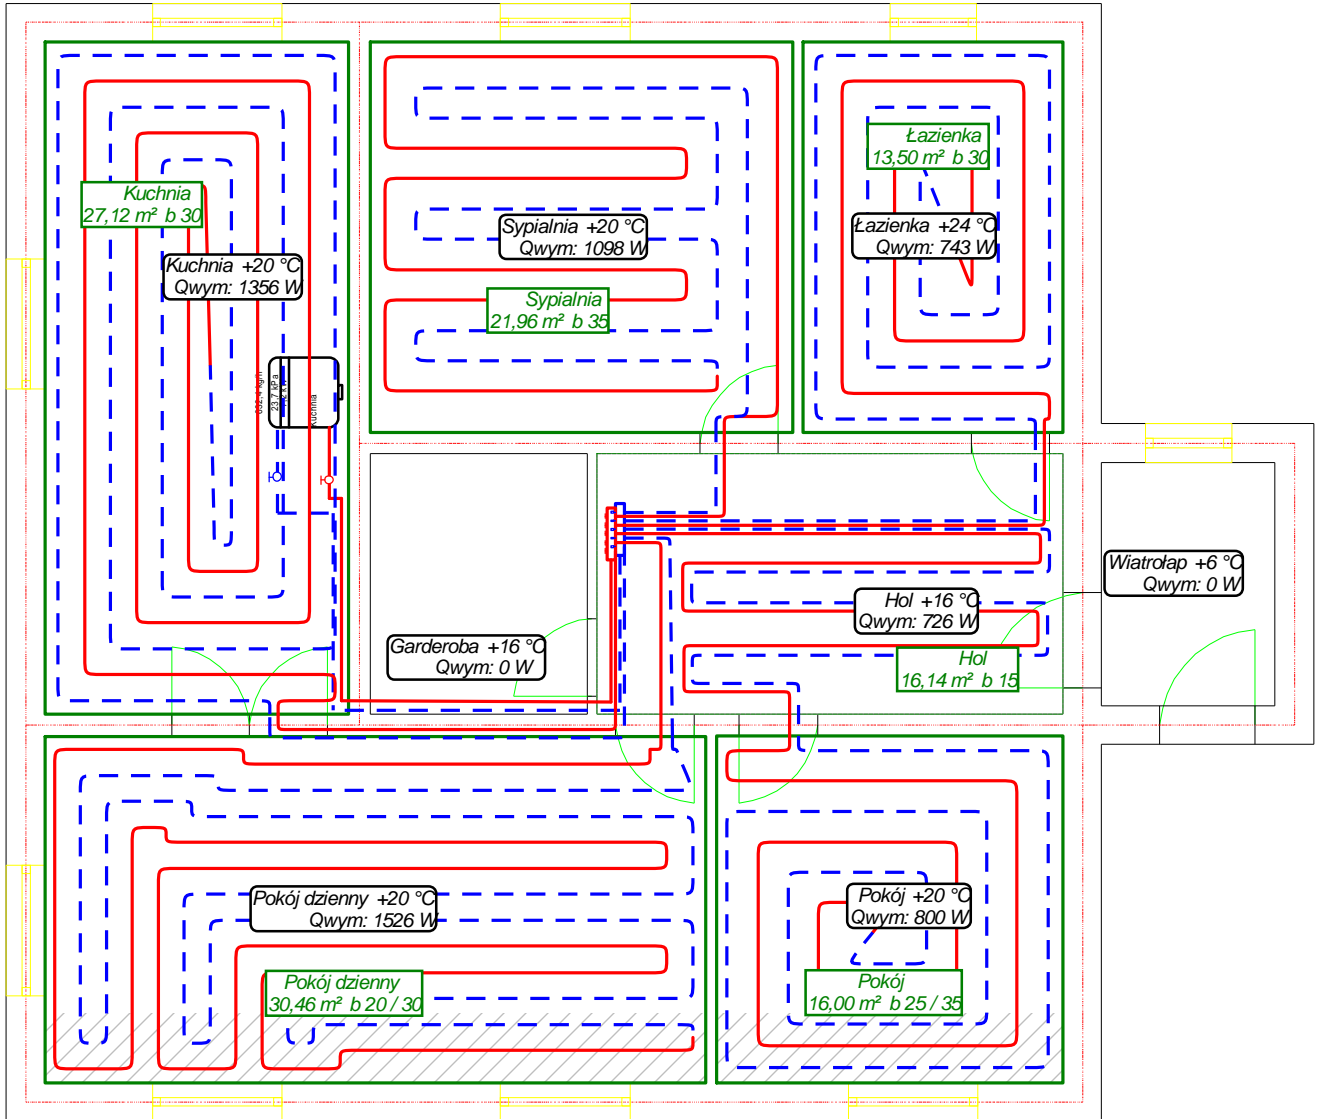 Łazienka
13,50 m² b 30
Kuchnia
27,12 m² b 30
Sypialnia +20 °C
Qwym: 1098 W
Łazienka +24 °C
Qwym: 743 W
Kuchnia +20 °C
Qwym: 1356 W
Sypialnia
21,96 m² b 35
23,7 kPa
Kuchnia
Wiatrołap +6 °C
Qwym: 0 W
Hol +16 °C
Qwym: 726 W
Garderoba +16 °C
Qwym: 0 W
Hol
16,14 m² b 15
Pokój dzienny +20 °C
Qwym: 1526 W
Pokój +20 °C
Qwym: 800 W
Pokój dzienny
30,46 m² b 20 / 30
Pokój
16,00 m² b 25 / 35